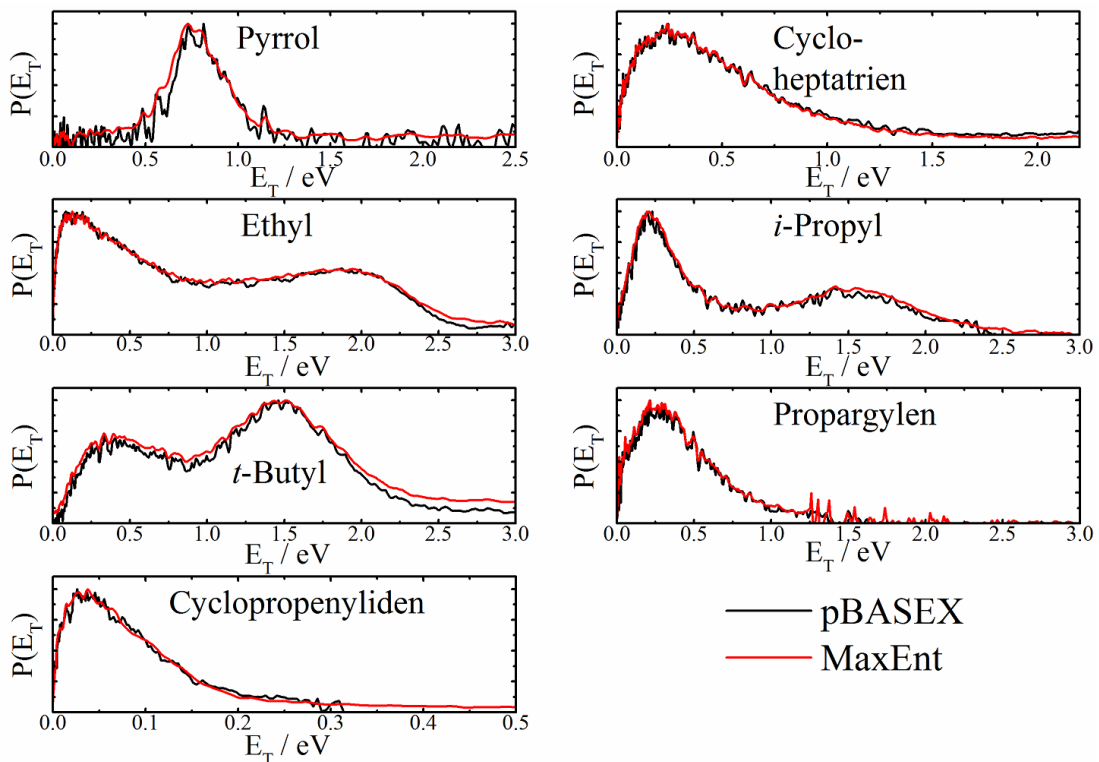 P(E_T)
Pyrrol
0.0 0.5 1.0 1.5 2.0 2.5
E_T / eV
P(E_T)
Cyclo-
heptatrien
0.0 0.5 1.0 1.5 2.0
E_T / eV
P(E_T)
Ethyl
0.0 0.5 1.0 1.5 2.0 2.5 3.0
E_T / eV
P(E_T)
i-Propyl
0.0 0.5 1.0 1.5 2.0 2.5 3.0
E_T / eV
P(E_T)
t-Butyl
0.0 0.5 1.0 1.5 2.0 2.5 3.0
E_T / eV
P(E_T)
Propargylen
0.0 0.5 1.0 1.5 2.0 2.5 3.0
E_T / eV
P(E_T)
Cyclopropenyliden
0.0 0.1 0.2 0.3 0.4 0.5
E_T / eV
pBASEX
MaxEnt